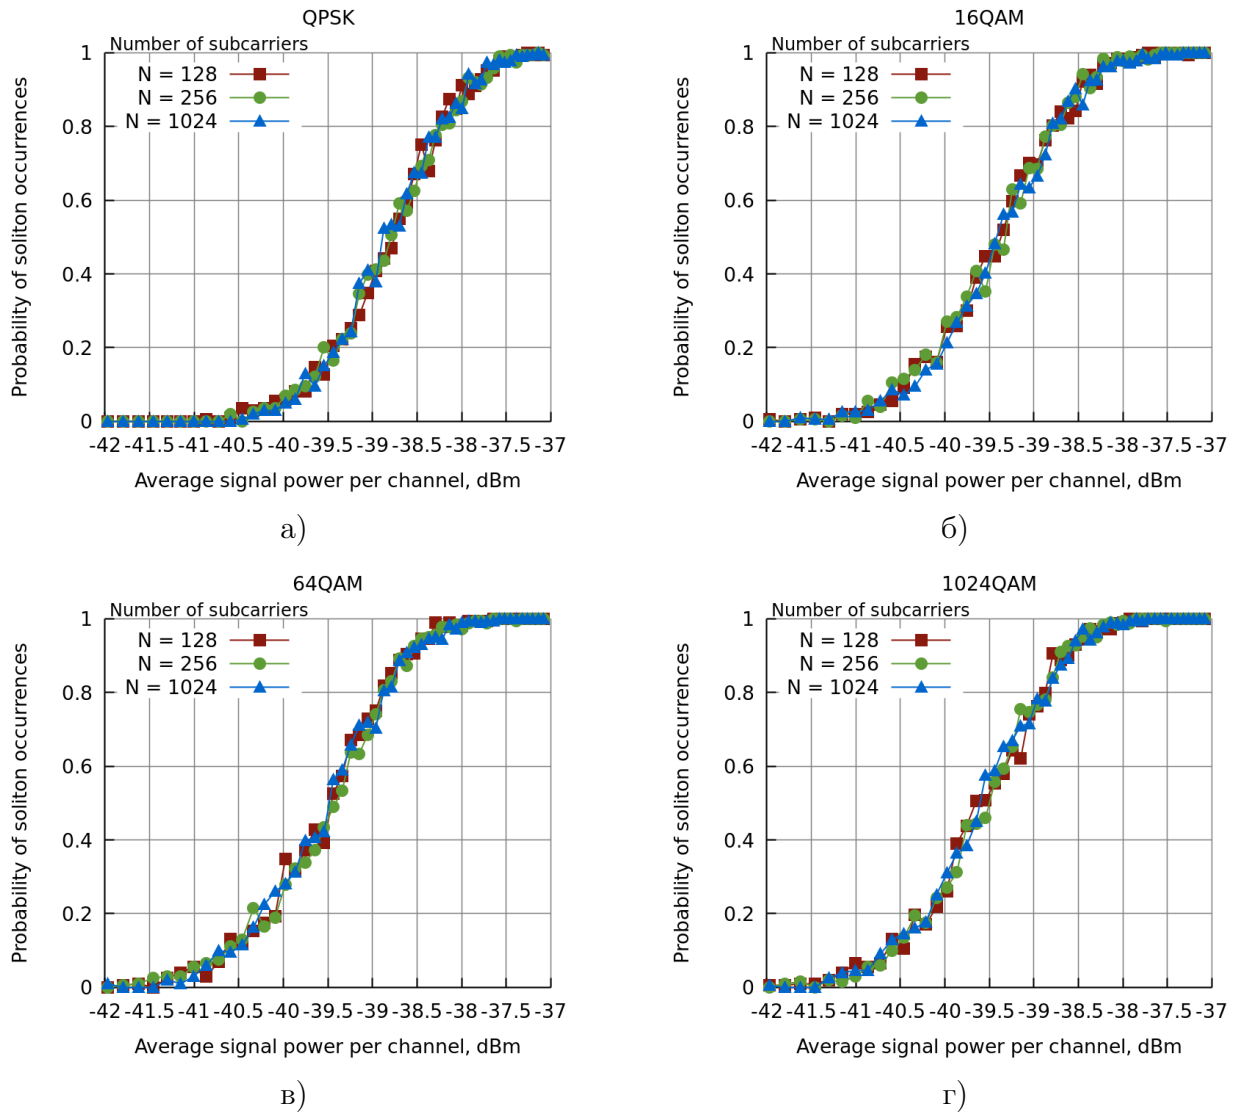 QPSK
Number of subcarriers
N = 128
N = 256
N = 1024
Probability of soliton occurrences
1
0.8
0.6
0.4
0.2
0
-42 -41.5 -41 -40.5 -40 -39.5 -39 -38.5 -38 -37.5 -37
Average signal power per channel, dBm
а)
16QAM
Number of subcarriers
N = 128
N = 256
N = 1024
Probability of soliton occurrences
1
0.8
0.6
0.4
0.2
0
-42 -41.5 -41 -40.5 -40 -39.5 -39 -38.5 -38 -37.5 -37
Average signal power per channel, dBm
б)
64QAM
Number of subcarriers
N = 128
N = 256
N = 1024
Probability of soliton occurrences
1
0.8
0.6
0.4
0.2
0
-42 -41.5 -41 -40.5 -40 -39.5 -39 -38.5 -38 -37.5 -37
Average signal power per channel, dBm
в)
1024QAM
Number of subcarriers
N = 128
N = 256
N = 1024
Probability of soliton occurrences
1
0.8
0.6
0.4
0.2
0
-42 -41.5 -41 -40.5 -40 -39.5 -39 -38.5 -38 -37.5 -37
Average signal power per channel, dBm
г)